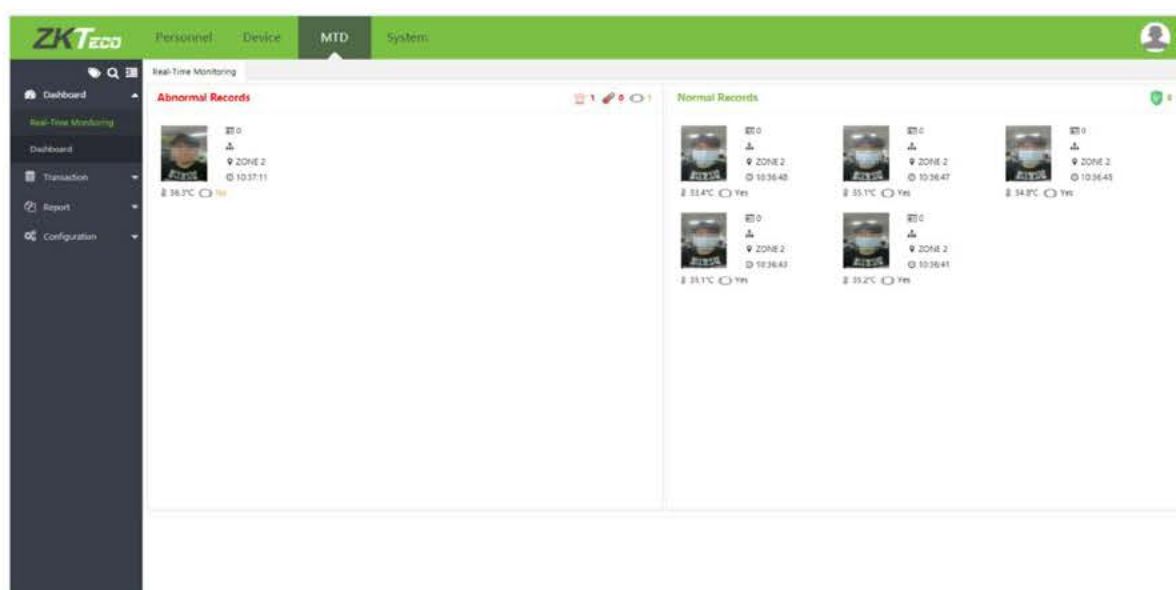 ZKTECO
Personnel Device MTD System
Real-Time Monitoring
Dashboard
Real-Time Monitoring
Dashboard
Transaction
Report
Configuration
Abnormal Records 1 0 1
0
ZONE 2
10:37:11
36.3°C No
Normal Records
0
ZONE 2
10:36:48
33.4°C Yes
0
ZONE 2
10:36:47
35.1°C Yes
0
ZONE 2
10:36:45
34.8°C Yes
0
ZONE 2
10:36:43
35.1°C Yes
0
ZONE 2
10:36:41
35.2°C Yes